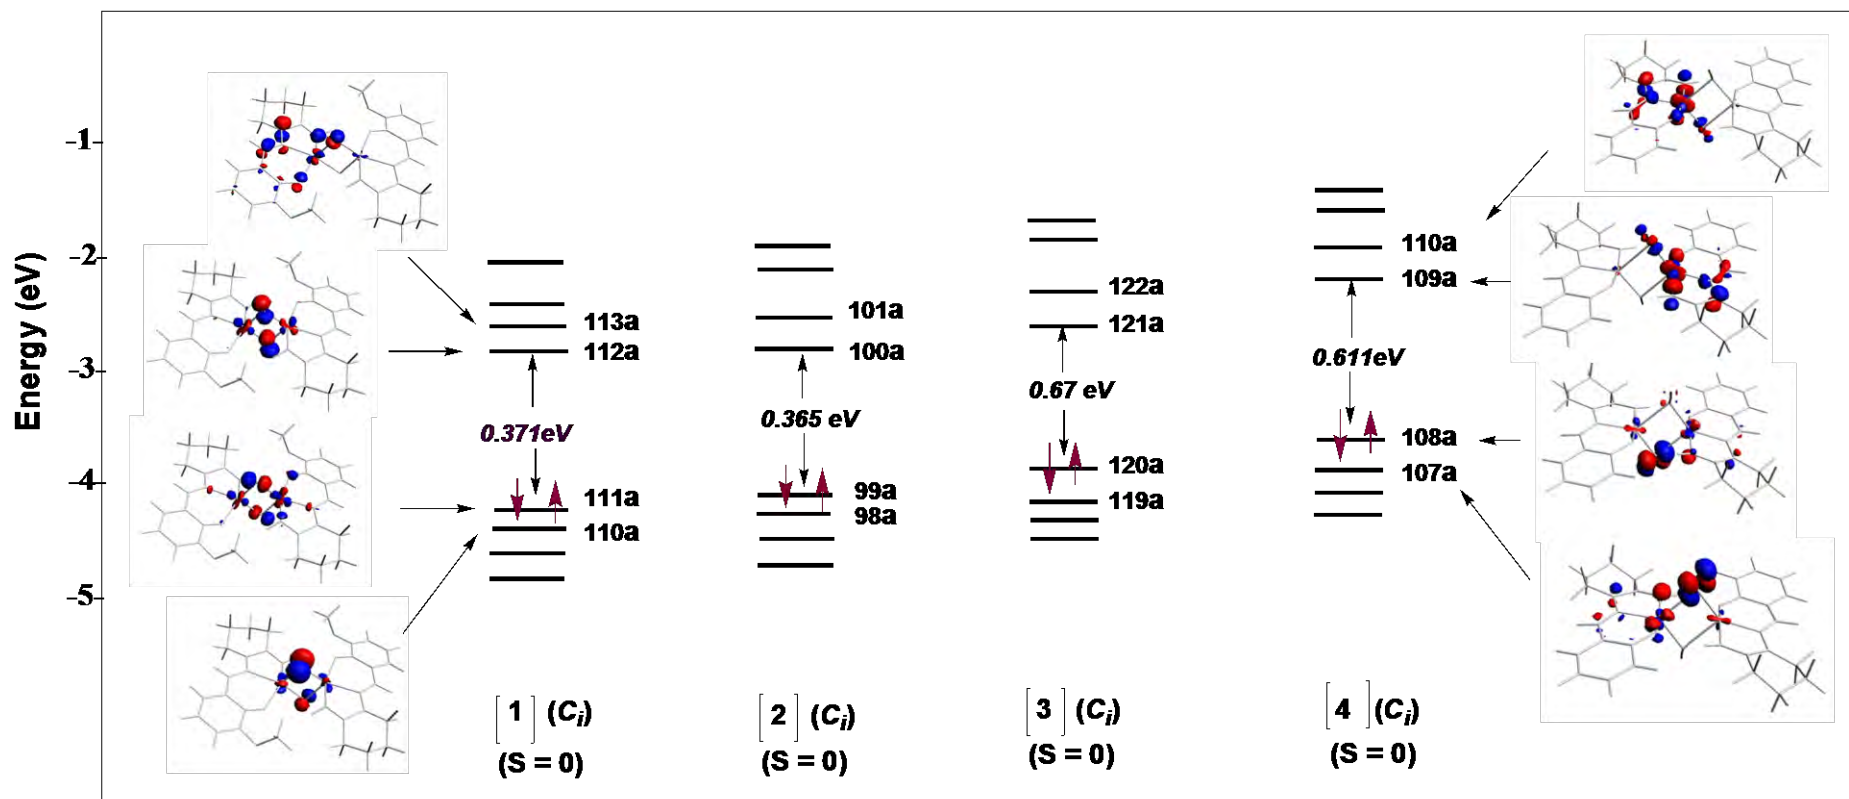 Energy (eV)
-1
-2
-3
-4
-5
113a
112a
0.371eV
111a
110a
[1] (Ci)
(S = 0)
101a
100a
0.365 eV
99a
98a
[2] (Ci)
(S = 0)
122a
121a
0.67 eV
120a
119a
[3] (Ci)
(S = 0)
110a
109a
0.611eV
108a
107a
[4] (Ci)
(S = 0)